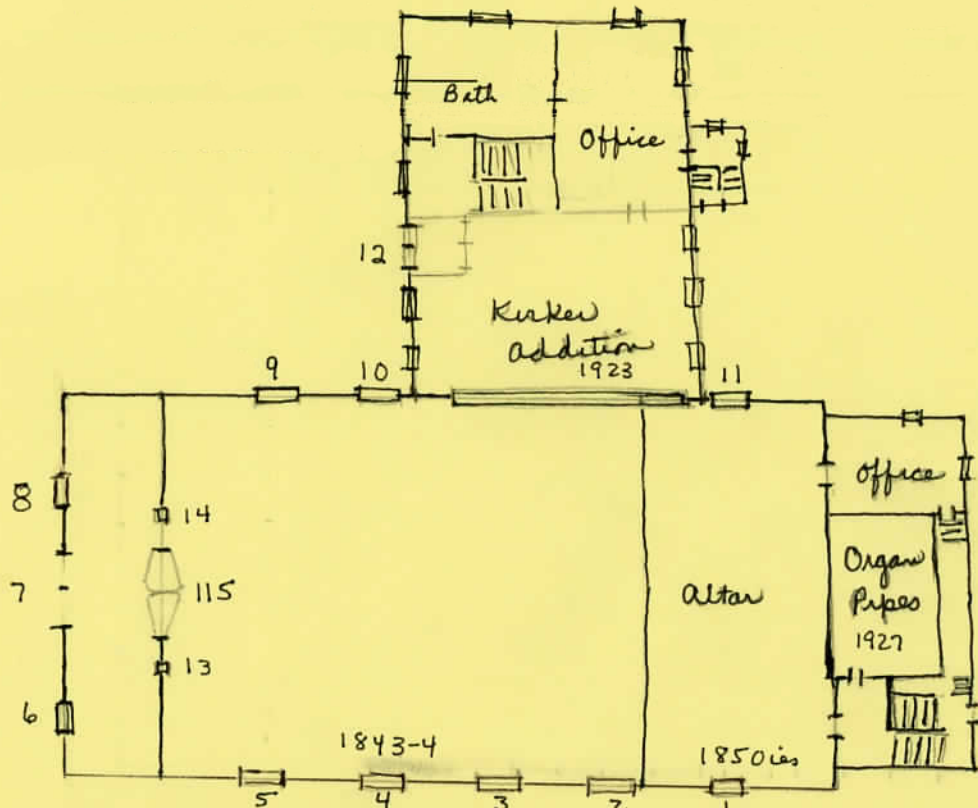 Bath
Office
12
Kirker
Addition
1923
9
10
11
8
14
Office
7
115
Altar
Organ
Pipes
1927
13
6
1843-4
1850ies
5
4
3
2
1